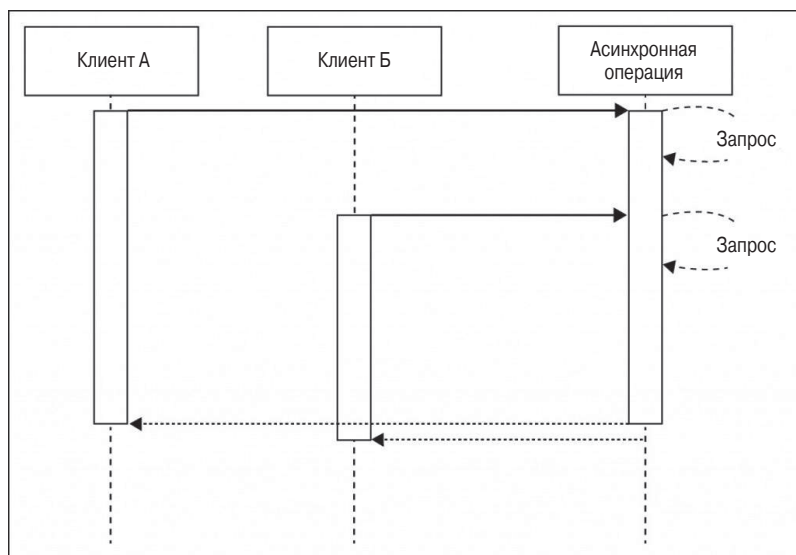 Клиент А
Клиент Б
Асинхронная
операция
Запрос
Запрос